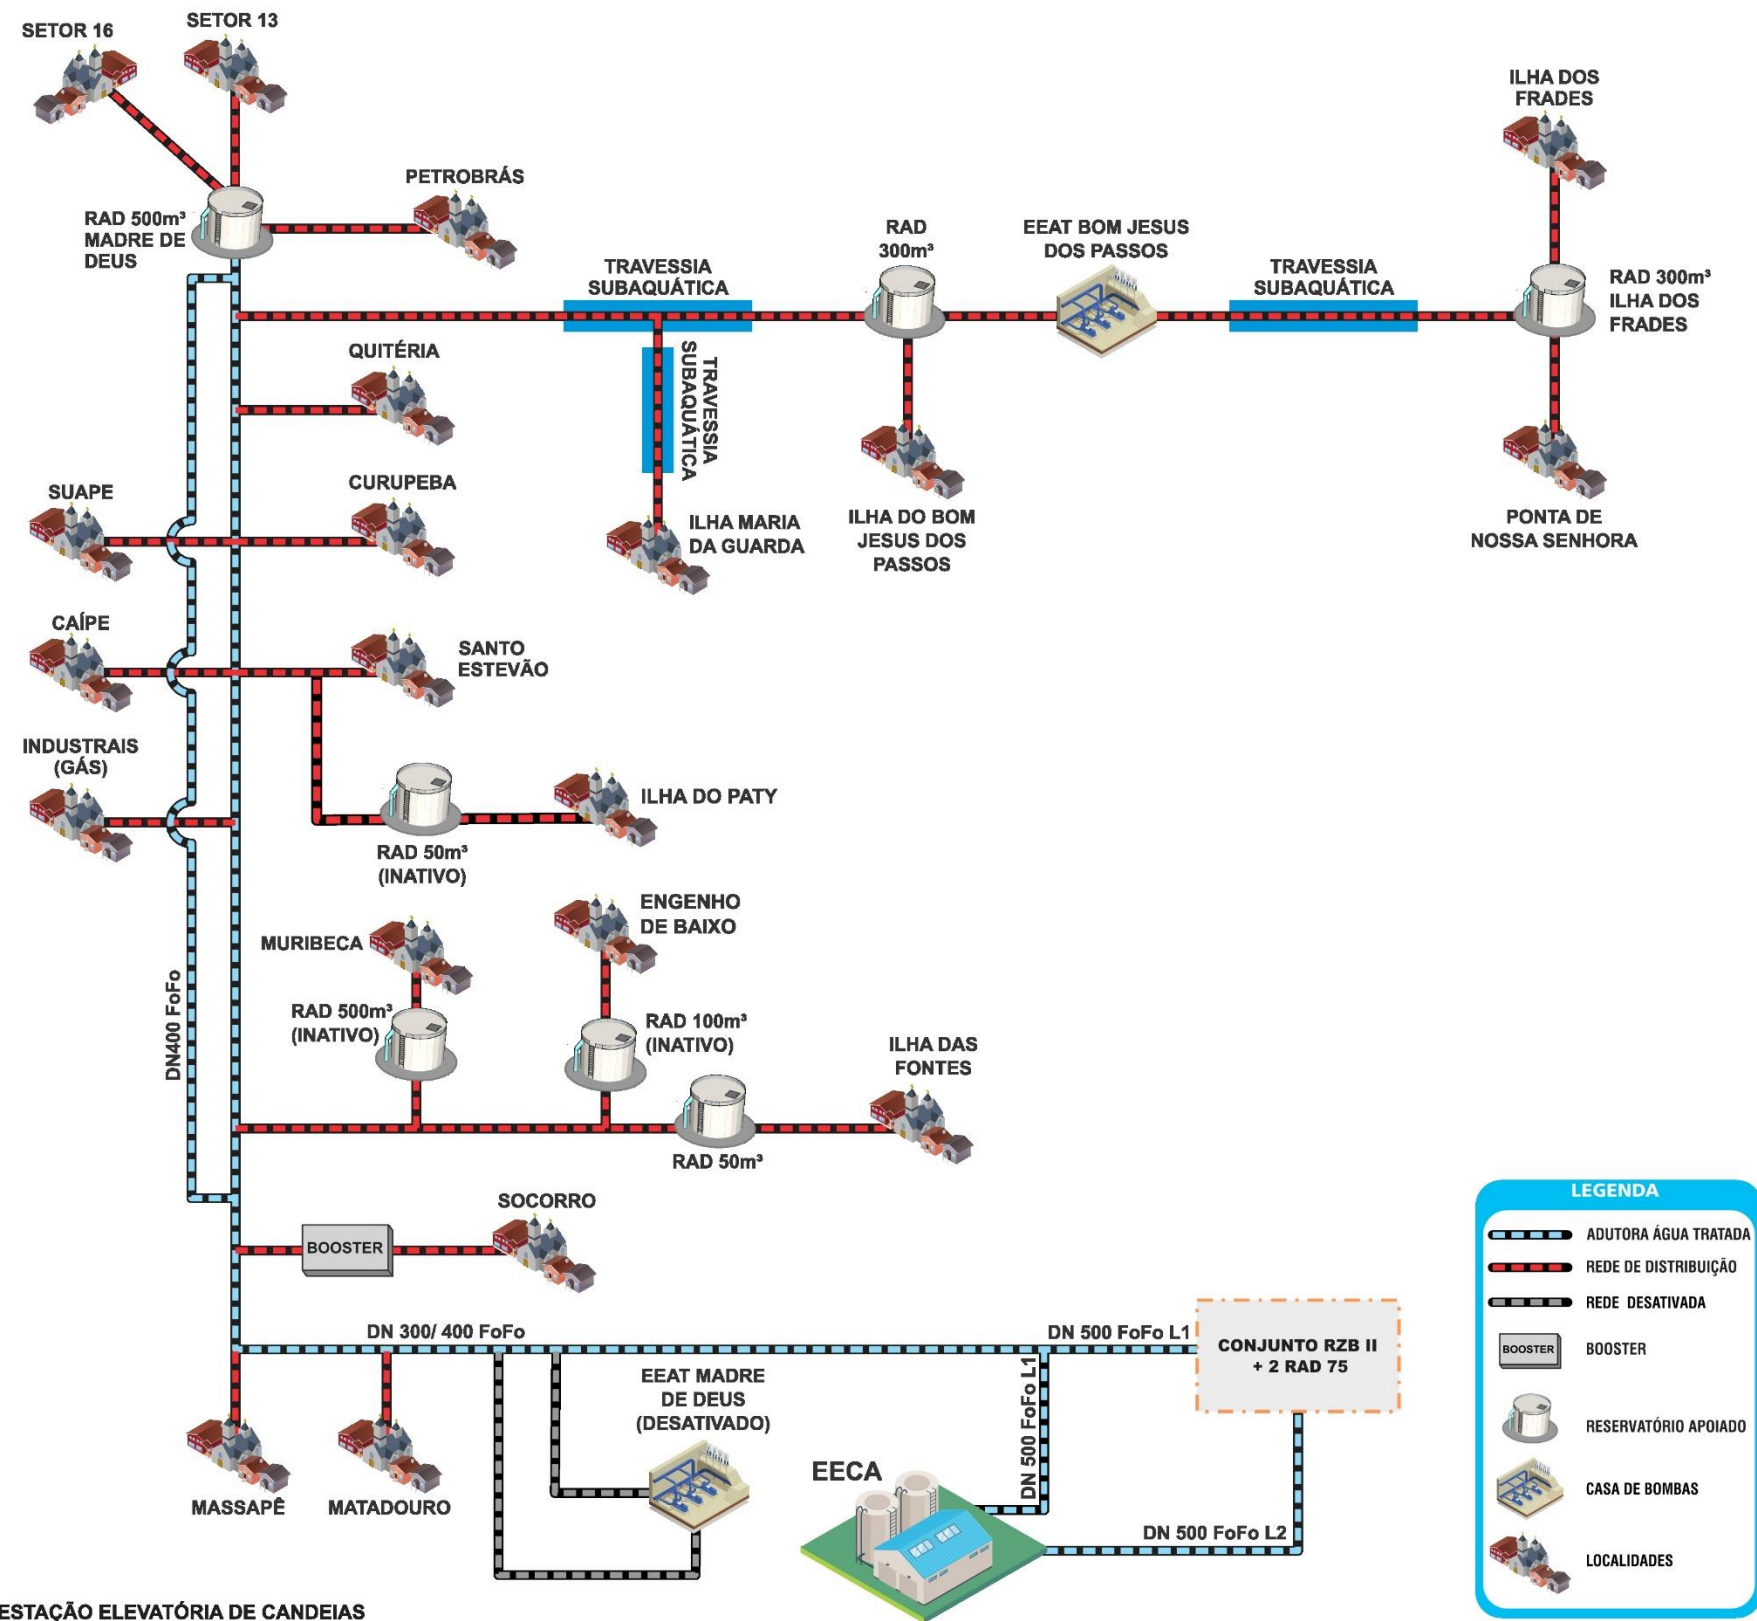 SETOR 16
SETOR 13
PETROBRÁS
RAD 500m³
MADRE DE
DEUS
TRAVESSIA
SUBAQUÁTICA
RAD
300m³
EEAT BOM JESUS
DOS PASSOS
TRAVESSIA
SUBAQUÁTICA
ILHA DOS
FRADES
RAD 300m³
ILHA DOS
FRADES
QUITÉRIA
TRAVESSIA
SUBAQUÁTICA
SUAPE
CURUPEBA
ILHA MARIA
DA GUARDA
ILHA DO BOM
JESUS DOS
PASSOS
PONTA DE
NOSSA SENHORA
CAÍPE
SANTO
ESTEVÃO
INDUSTRAIS
(GÁS)
ILHA DO PATY
RAD 50m³
(INATIVO)
MURIBECA
ENGENHO
DE BAIXO
DN400 FoFo
RAD 500m³
(INATIVO)
RAD 100m³
(INATIVO)
ILHA DAS
FONTES
RAD 50m³
SOCORRO
BOOSTER
DN 300/ 400 FoFo
DN 500 FoFo L1
CONJUNTO RZB II
+ 2 RAD 75
DN 500 FoFo L1
EEAT MADRE
DE DEUS
(DESATIVADO)
MASSAPÊ
MATADOURO
EECA
DN 500 FoFo L2
LEGENDA
ADUTORA ÁGUA TRATADA
REDE DE DISTRIBUIÇÃO
REDE DESATIVADA
BOOSTER
BOOSTER
RESERVATÓRIO APOIADO
CASA DE BOMBAS
LOCALIDADES
ESTAÇÃO ELEVATÓRIA DE CANDEIAS